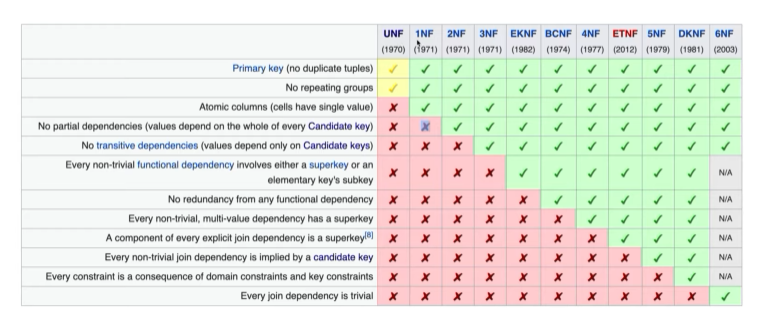 UNF 1NF 2NF 3NF EKNF BCNF 4NF ETNF 5NF DKNF 6NF
(1970) (1971) (1971) (1971) (1982) (1974) (1977) (2012) (1979) (1981) (2003)
Primary key (no duplicate tuples) ✓ ✓ ✓ ✓ ✓ ✓ ✓ ✓ ✓ ✓ ✓
No repeating groups ✓ ✓ ✓ ✓ ✓ ✓ ✓ ✓ ✓ ✓ ✓
Atomic columns (cells have single value) ✗ ✓ ✓ ✓ ✓ ✓ ✓ ✓ ✓ ✓ ✓
No partial dependencies (values depend on the whole of every Candidate key) ✗ ✗ ✓ ✓ ✓ ✓ ✓ ✓ ✓ ✓ ✓
No transitive dependencies (values depend only on Candidate keys) ✗ ✗ ✗ ✓ ✓ ✓ ✓ ✓ ✓ ✓ ✓
Every non-trivial functional dependency involves either a superkey or an
elementary key's subkey ✗ ✗ ✗ ✗ ✓ ✓ ✓ ✓ ✓ ✓ N/A
No redundancy from any functional dependency ✗ ✗ ✗ ✗ ✗ ✓ ✓ ✓ ✓ ✓ N/A
Every non-trivial, multi-value dependency has a superkey ✗ ✗ ✗ ✗ ✗ ✗ ✓ ✓ ✓ ✓ N/A
A component of every explicit join dependency is a superkey[8] ✗ ✗ ✗ ✗ ✗ ✗ ✗ ✓ ✓ ✓ N/A
Every non-trivial join dependency is implied by a candidate key ✗ ✗ ✗ ✗ ✗ ✗ ✗ ✗ ✓ ✓ N/A
Every constraint is a consequence of domain constraints and key constraints ✗ ✗ ✗ ✗ ✗ ✗ ✗ ✗ ✗ ✓ N/A
Every join dependency is trivial ✗ ✗ ✗ ✗ ✗ ✗ ✗ ✗ ✗ ✗ ✓